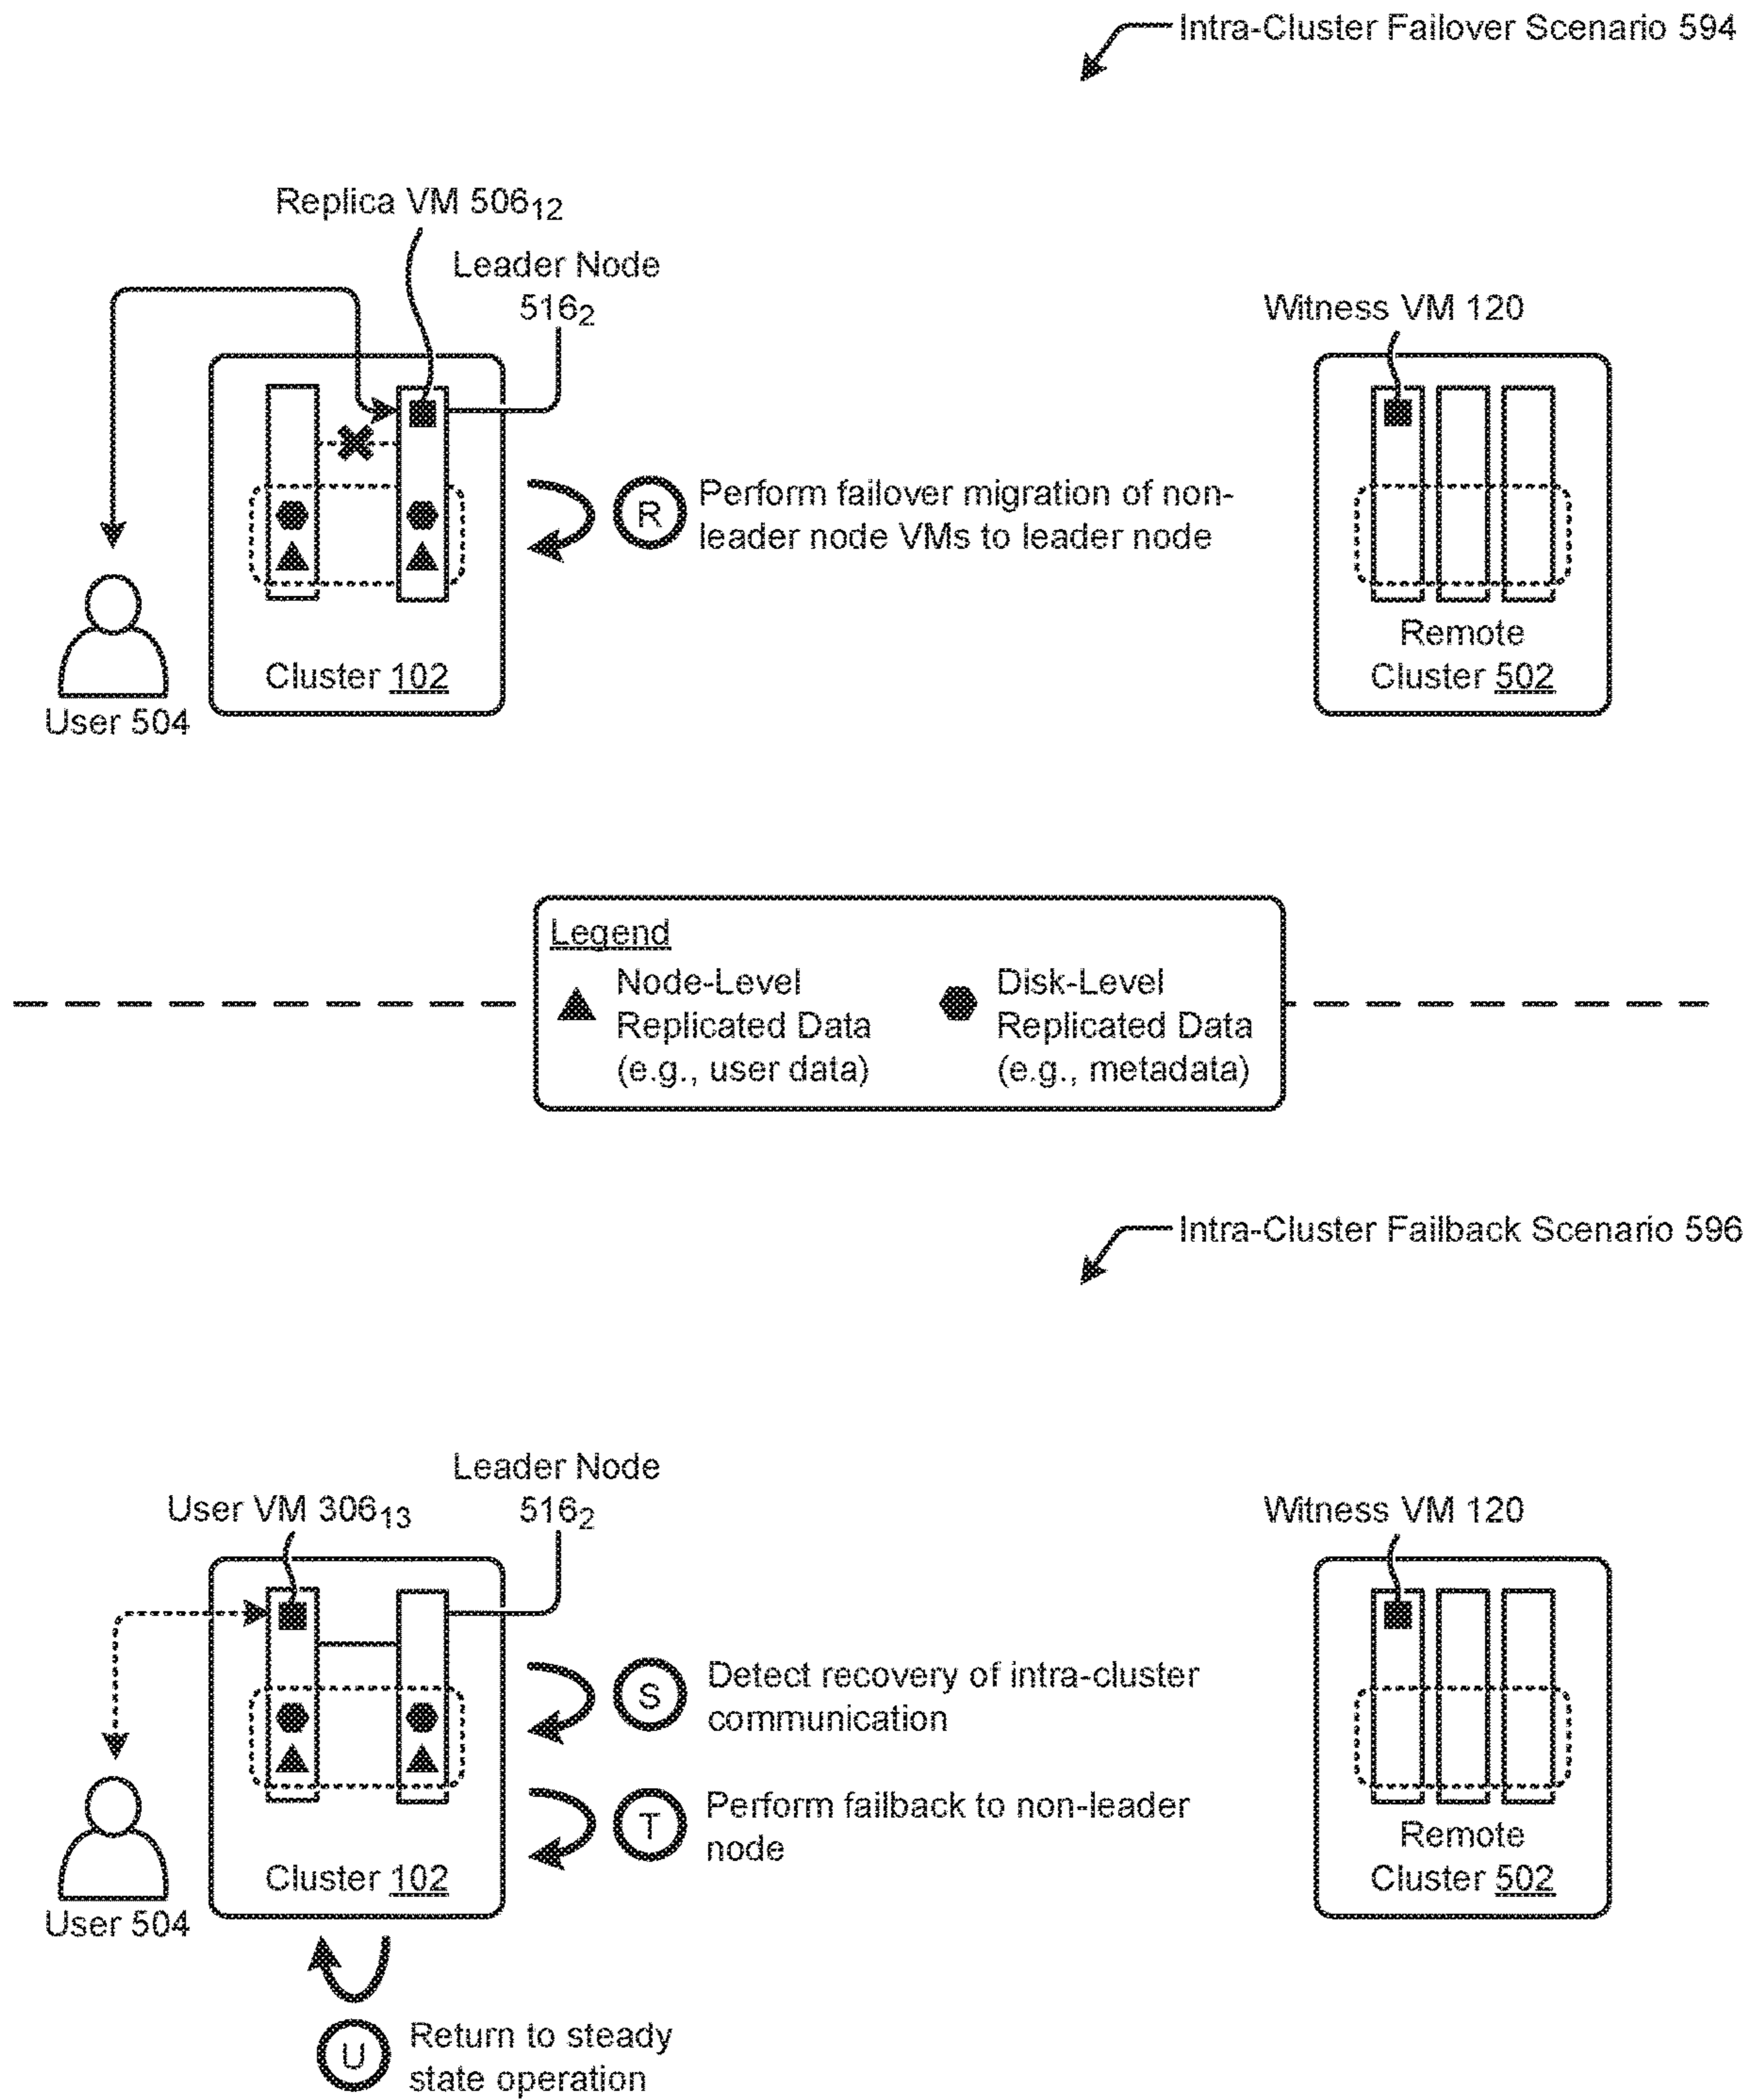 Intra-Cluster Failover Scenario 594
Replica VM 506₁₂
Leader Node
516₂
Witness VM 120
R
Perform failover migration of non-
leader node VMs to leader node
Remote
Cluster 502
Cluster 102
User 504
Legend
Node-Level
Replicated Data
(e.g., user data)
Disk-Level
Replicated Data
(e.g., metadata)
Intra-Cluster Failback Scenario 596
Leader Node
516₂
User VM 306₁₃
Witness VM 120
S
Detect recovery of intra-cluster
communication
T
Perform failback to non-leader
node
Remote
Cluster 502
Cluster 102
User 504
U
Return to steady
state operation